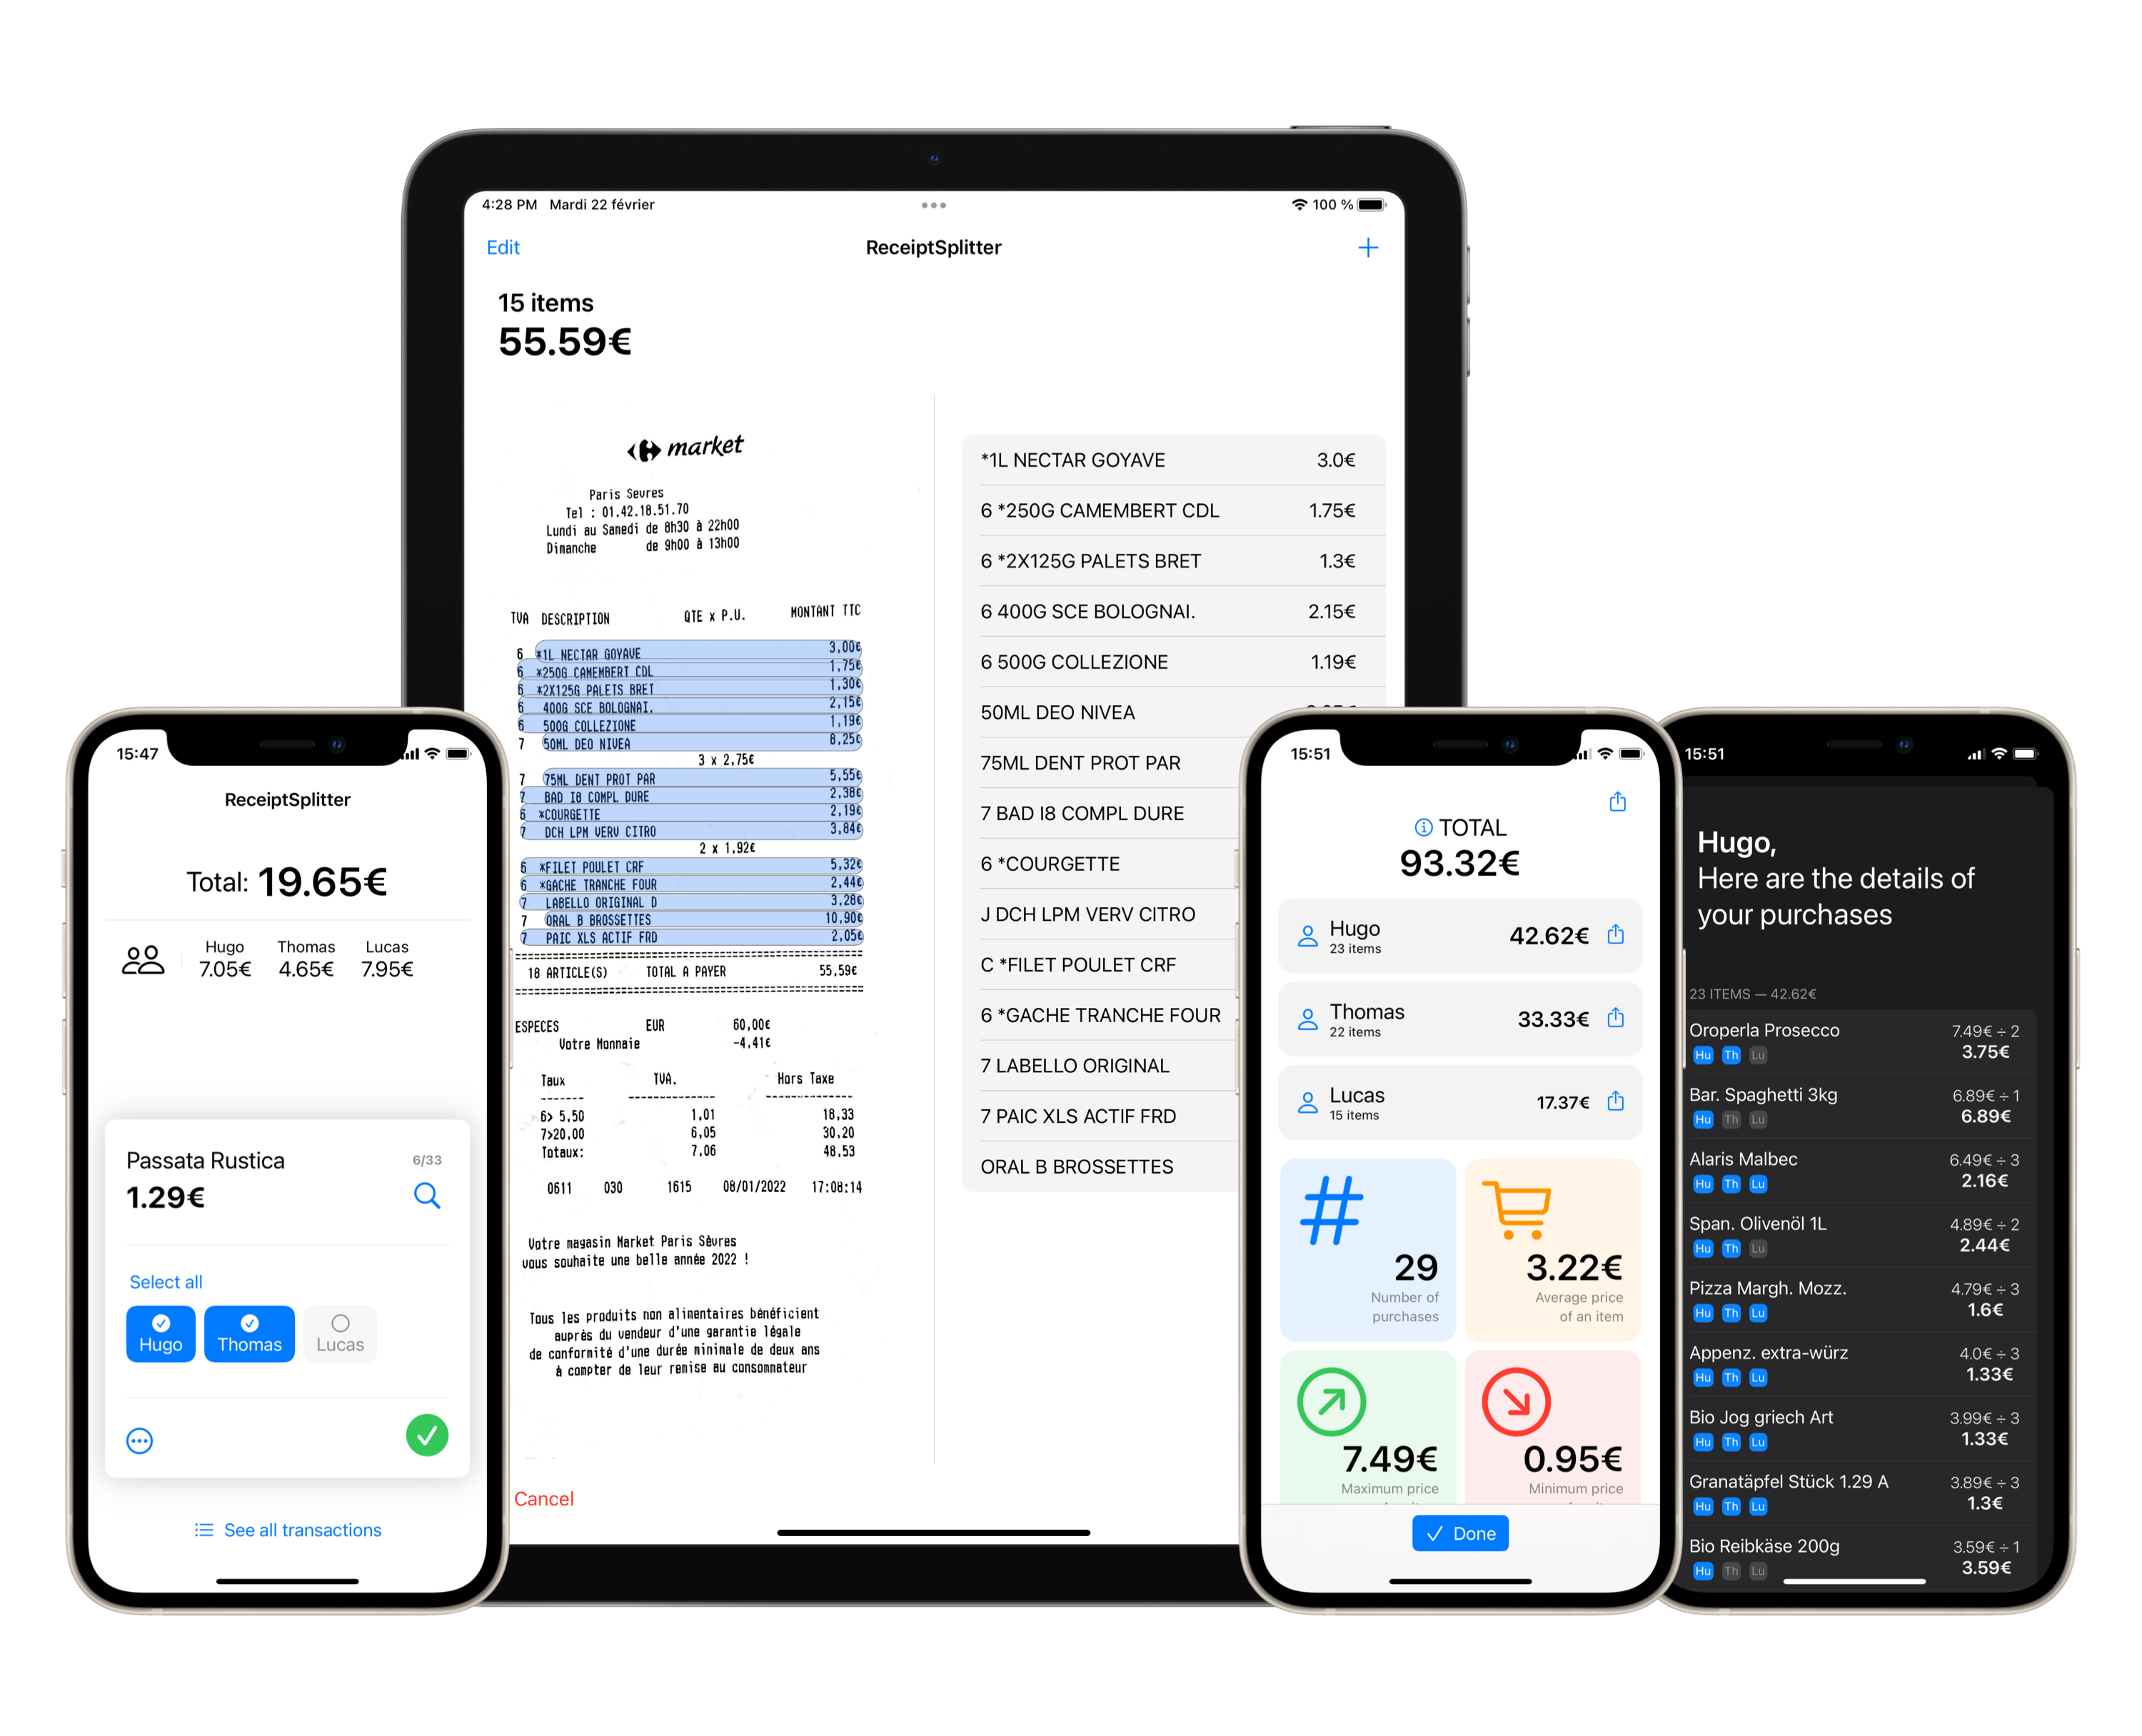 4:28 PM Mardi 22 février
100 %
Edit
ReceiptSplitter
15 items
55.59€
market
Paris Sevres
Tel : 01.42.18.51.70
Lundi au Samedi de 8h30 à 22h00
Dimanche de 9h00 à 13h00
TVA DESCRIPTION QTE x P.U. MONTANT TTC
6 *1L NECTAR GOYAVE 3,00€
6 *250G CAMEMBERT CDL 1,75€
6 *2X125G PALETS BRET 1,30€
6 400G SCE BOLOGNAI. 2,15€
6 500G COLLEZIONE 1,19€
7 50ML DEO NIVEA 8,25€
3 x 2,75€
7 75ML DENT PROT PAR 5,55€
7 BAD I8 COMPL DURE 2,38€
6 *COURGETTE 2,19€
7 DCH LPM VERV CITRO 3,84€
2 x 1,92€
6 *FILET POULET CRF 5,32€
6 *GACHE TRANCHE FOUR 2,44€
7 LABELLO ORIGINAL D 3,28€
7 ORAL B BROSSETTES 10,90€
7 PAIC XLS ACTIF FRD 2,05€
18 ARTICLE(S) TOTAL A PAYER 55,59€
ESPECES EUR 60,00€
Votre Monnaie -4,41€
Taux TVA. Hors Taxe
6> 5,50 1,01 18,33
7>20,00 6,05 30,20
Totaux: 7,06 48,53
0611 030 1615 08/01/2022 17:08:14
Votre magasin Market Paris Sèvres
vous souhaite une belle année 2022 !
Tous les produits non alimentaires bénéficient
auprès du vendeur d'une garantie légale
de conformité d'une durée minimale de deux ans
à compter de leur remise au consommateur
Cancel
*1L NECTAR GOYAVE 3.0€
6 *250G CAMEMBERT CDL 1.75€
6 *2X125G PALETS BRET 1.3€
6 400G SCE BOLOGNAI. 2.15€
6 500G COLLEZIONE 1.19€
50ML DEO NIVEA
75ML DENT PROT PAR
7 BAD I8 COMPL DURE
6 *COURGETTE
J DCH LPM VERV CITRO
C *FILET POULET CRF
6 *GACHE TRANCHE FOUR
7 LABELLO ORIGINAL
7 PAIC XLS ACTIF FRD
ORAL B BROSSETTES
15:47
ReceiptSplitter
Total: 19.65€
Hugo Thomas Lucas
7.05€ 4.65€ 7.95€
Passata Rustica 6/33
1.29€
Select all
Hugo Thomas Lucas
See all transactions
15:51
TOTAL
93.32€
Hugo
23 items
42.62€
Thomas
22 items
33.33€
Lucas
15 items
17.37€
29
Number of
purchases
3.22€
Average price
of an item
7.49€
Maximum price
0.95€
Minimum price
Done
15:51
Hugo,
Here are the details of
your purchases
23 ITEMS — 42.62€
Oroperla Prosecco 7.49€ ÷ 2
Hu Th Lu 3.75€
Bar. Spaghetti 3kg 6.89€ ÷ 1
Hu Th Lu 6.89€
Alaris Malbec 6.49€ ÷ 3
Hu Th Lu 2.16€
Span. Olivenöl 1L 4.89€ ÷ 2
Hu Th Lu 2.44€
Pizza Margh. Mozz. 4.79€ ÷ 3
Hu Th Lu 1.6€
Appenz. extra-würz 4.0€ ÷ 3
Hu Th Lu 1.33€
Bio Jog griech Art 3.99€ ÷ 3
Hu Th Lu 1.33€
Granatäpfel Stück 1.29 A 3.89€ ÷ 3
Hu Th Lu 1.3€
Bio Reibkäse 200g 3.59€ ÷ 1
Hu Th Lu 3.59€